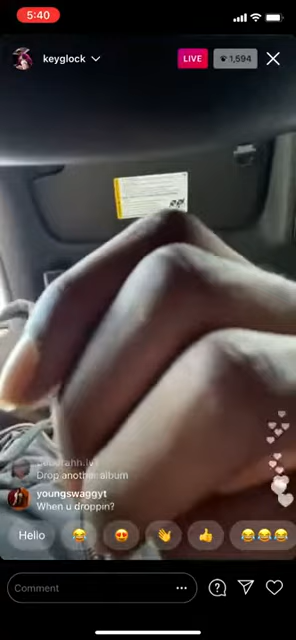 5:40
keyglock
LIVE
1,594
Drop another album
youngswaggyt
When u droppin?
Hello
Comment